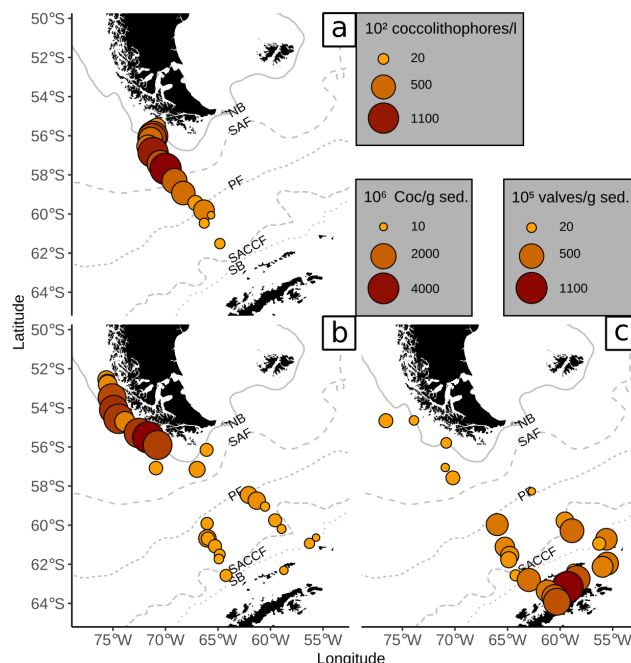 50°S
52°S
54°S
56°S
58°S
60°S
62°S
64°S
a
NB
SAF
PF
SACCF
SB
10² coccolithophores/l
20
500
1100
10⁶ Coc/g sed.
10
2000
4000
10⁵ valves/g sed.
20
500
1100
Latitude
50°S
52°S
54°S
56°S
58°S
60°S
62°S
64°S
b
NB
SAF
PF
SACCF
SB
c
NB
SAF
PF
SACCF
SB
75°W 70°W 65°W 60°W 55°W
75°W 70°W 65°W 60°W 55°W
Longitude